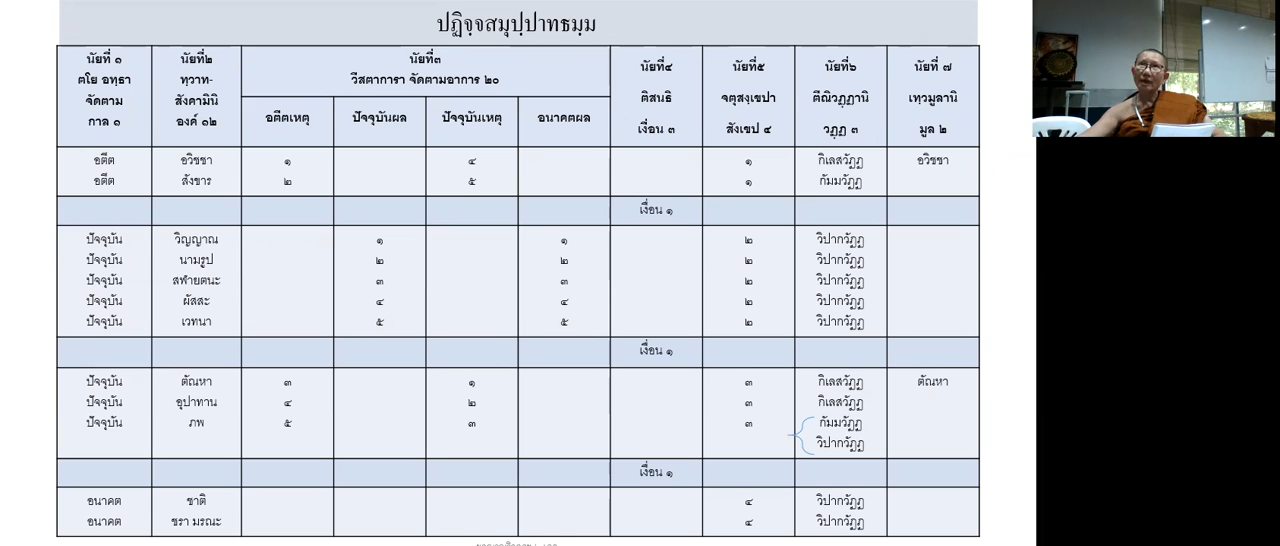 ปฏิจฺจสมุปฺปาทธมฺม
นัยที่ ๑ ตโย อทฺธา จัดตาม กาล ๑
นัยที่๒ ทฺวาท- สังคามินิ องค์ ๑๒
นัยที่๓ วีสตาการา จัดตามอาการ ๒๐
นัยที่๔ ติสนธิ เงื่อน ๓
นัยที่๕ จตุสงฺเขปา สังเขป ๔
นัยที่๖ ตีณิวฏฺฏานิ วฏฺฏ ๓
นัยที่ ๗ เทฺวมูลานิ มูล ๒
อตีตเหตุ ปัจจุบันผล ปัจจุบันเหตุ อนาคตผล
อตีต อวิชชา ๑ ๔ ๑ กิเลสวัฏฏ อวิชชา
อตีต สังขาร ๒ ๕ ๑ กัมมวัฏฏ
เงื่อน ๑
ปัจจุบัน วิญญาณ ๑ ๑ ๒ วิปากวัฏฏ
ปัจจุบัน นามรูป ๒ ๒ ๒ วิปากวัฏฏ
ปัจจุบัน สฬายตนะ ๓ ๓ ๒ วิปากวัฏฏ
ปัจจุบัน ผัสสะ ๔ ๔ ๒ วิปากวัฏฏ
ปัจจุบัน เวทนา ๕ ๕ ๒ วิปากวัฏฏ
เงื่อน ๑
ปัจจุบัน ตัณหา ๓ ๑ ๓ กิเลสวัฏฏ ตัณหา
ปัจจุบัน อุปาทาน ๔ ๒ ๓ กิเลสวัฏฏ
ปัจจุบัน ภพ ๕ ๓ ๓ กัมมวัฏฏ
วิปากวัฏฏ
เงื่อน ๑
อนาคต ชาติ ๔ วิปากวัฏฏ
อนาคต ชรา มรณะ ๔ วิปากวัฏฏ